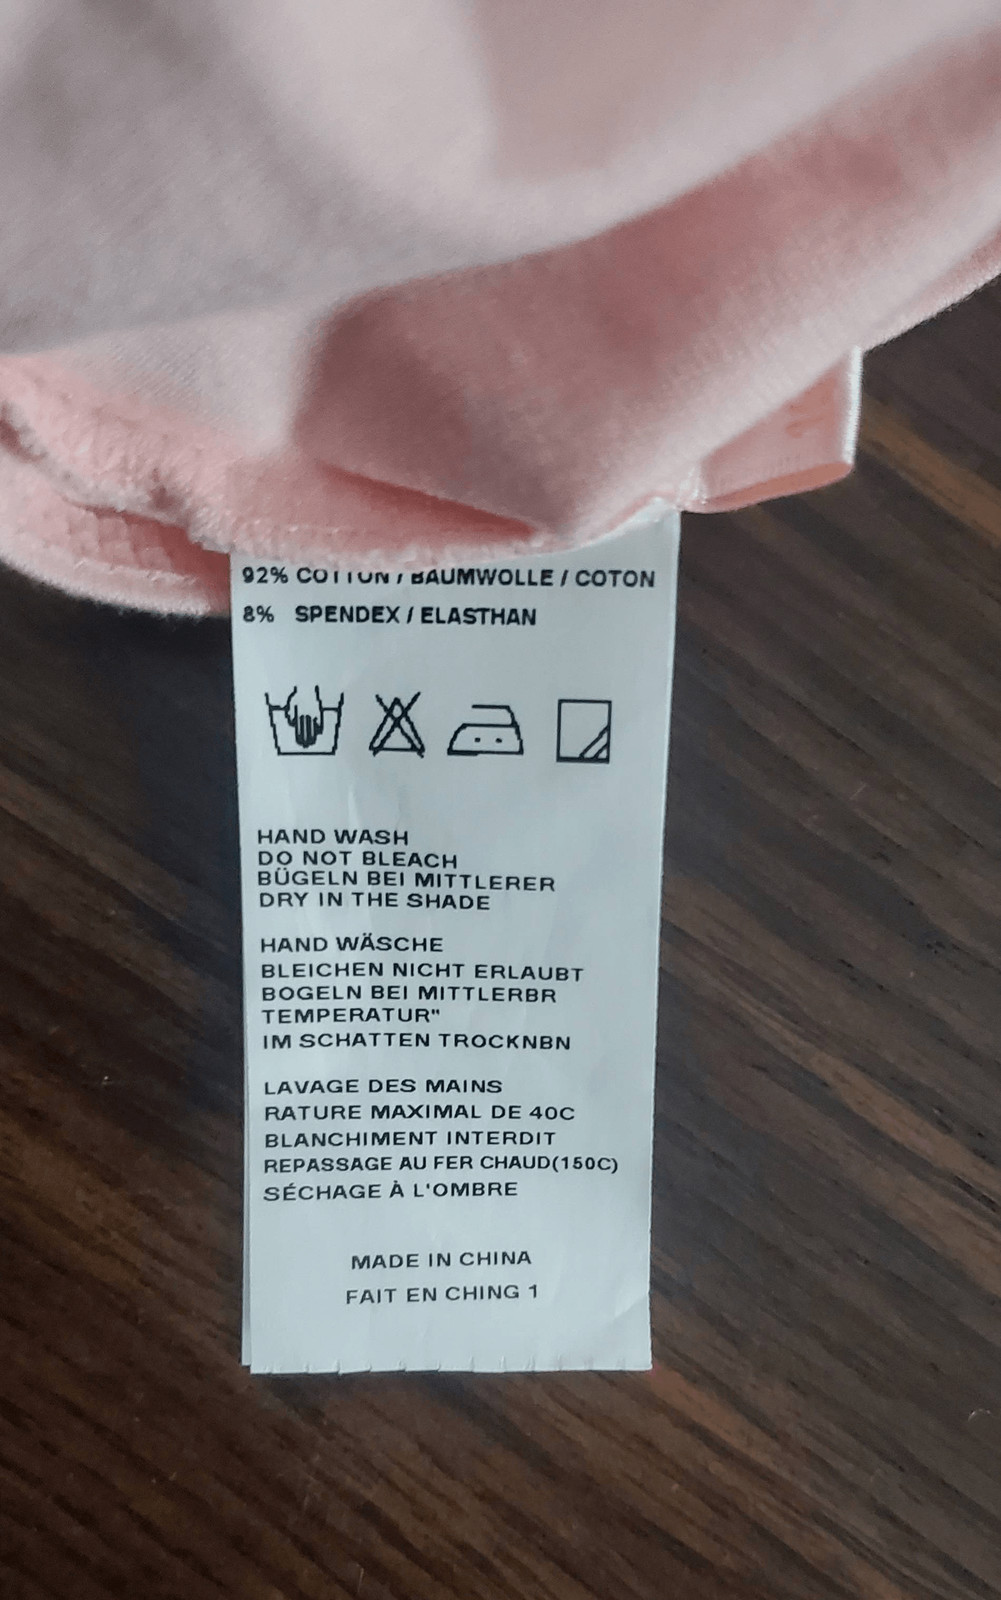 92% COTTON / BAUMWOLLE / COTON
8% SPENDEX / ELASTHAN
HAND WASH
DO NOT BLEACH
BÜGELN BEI MITTLERER
DRY IN THE SHADE
HAND WÄSCHE
BLEICHEN NICHT ERLAUBT
BOGELN BEI MITTLERBR
TEMPERATUR"
IM SCHATTEN TROCKNBN
LAVAGE DES MAINS
RATURE MAXIMAL DE 40C
BLANCHIMENT INTERDIT
REPASSAGE AU FER CHAUD(150C)
SÉCHAGE À L'OMBRE
MADE IN CHINA
FAIT EN CHING 1